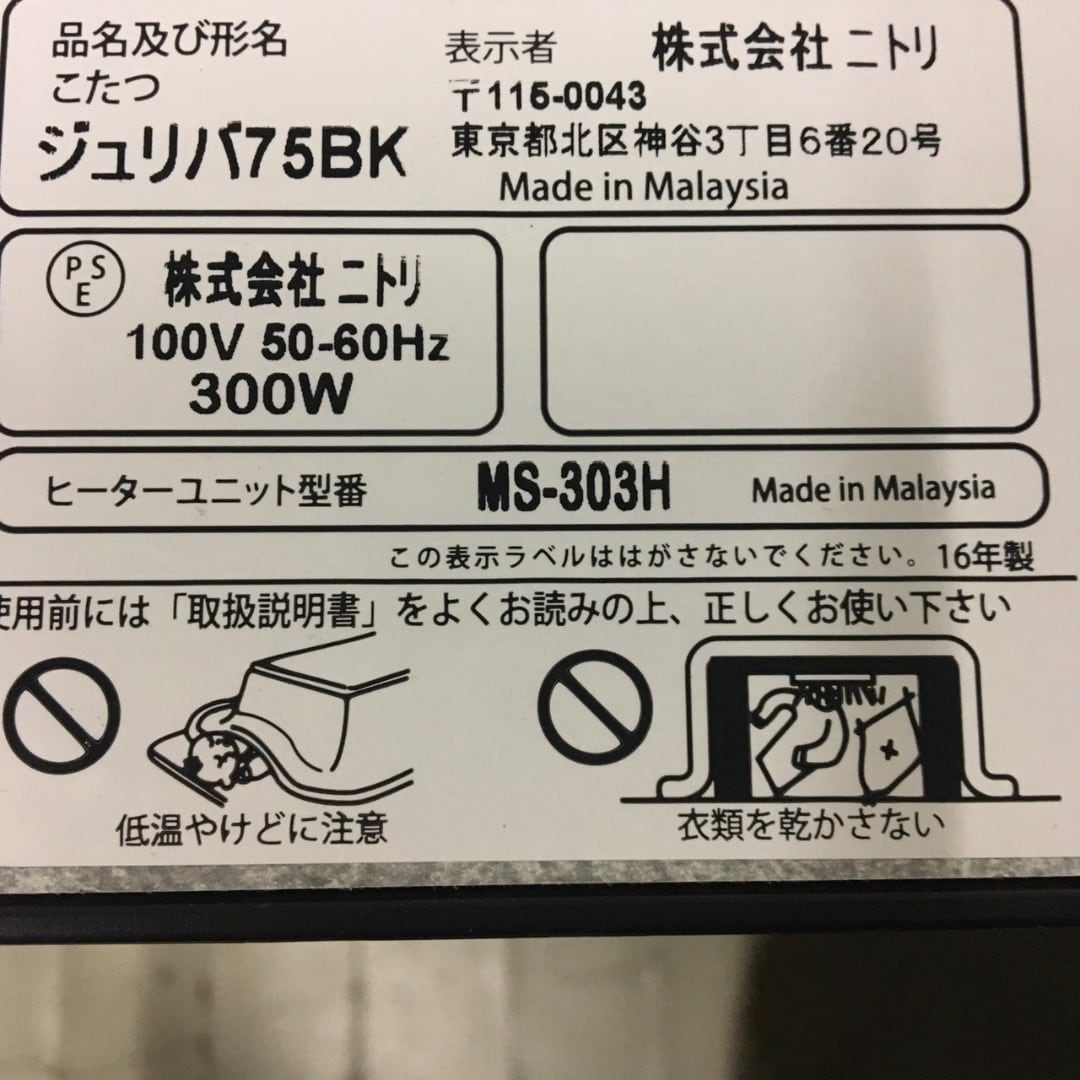 品名及び形名
こたつ
ジュリバ75BK
表示者 株式会社 ニトリ
〒115-0043
東京都北区神谷3丁目6番20号
Made in Malaysia
PSE
株式会社 ニトリ
100V 50-60Hz
300W
ヒーターユニット型番 MS-303H Made in Malaysia
この表示ラベルははがさないでください。 16年製
使用前には「取扱説明書」をよくお読みの上、正しくお使い下さい
低温やけどに注意
衣類を乾かさない